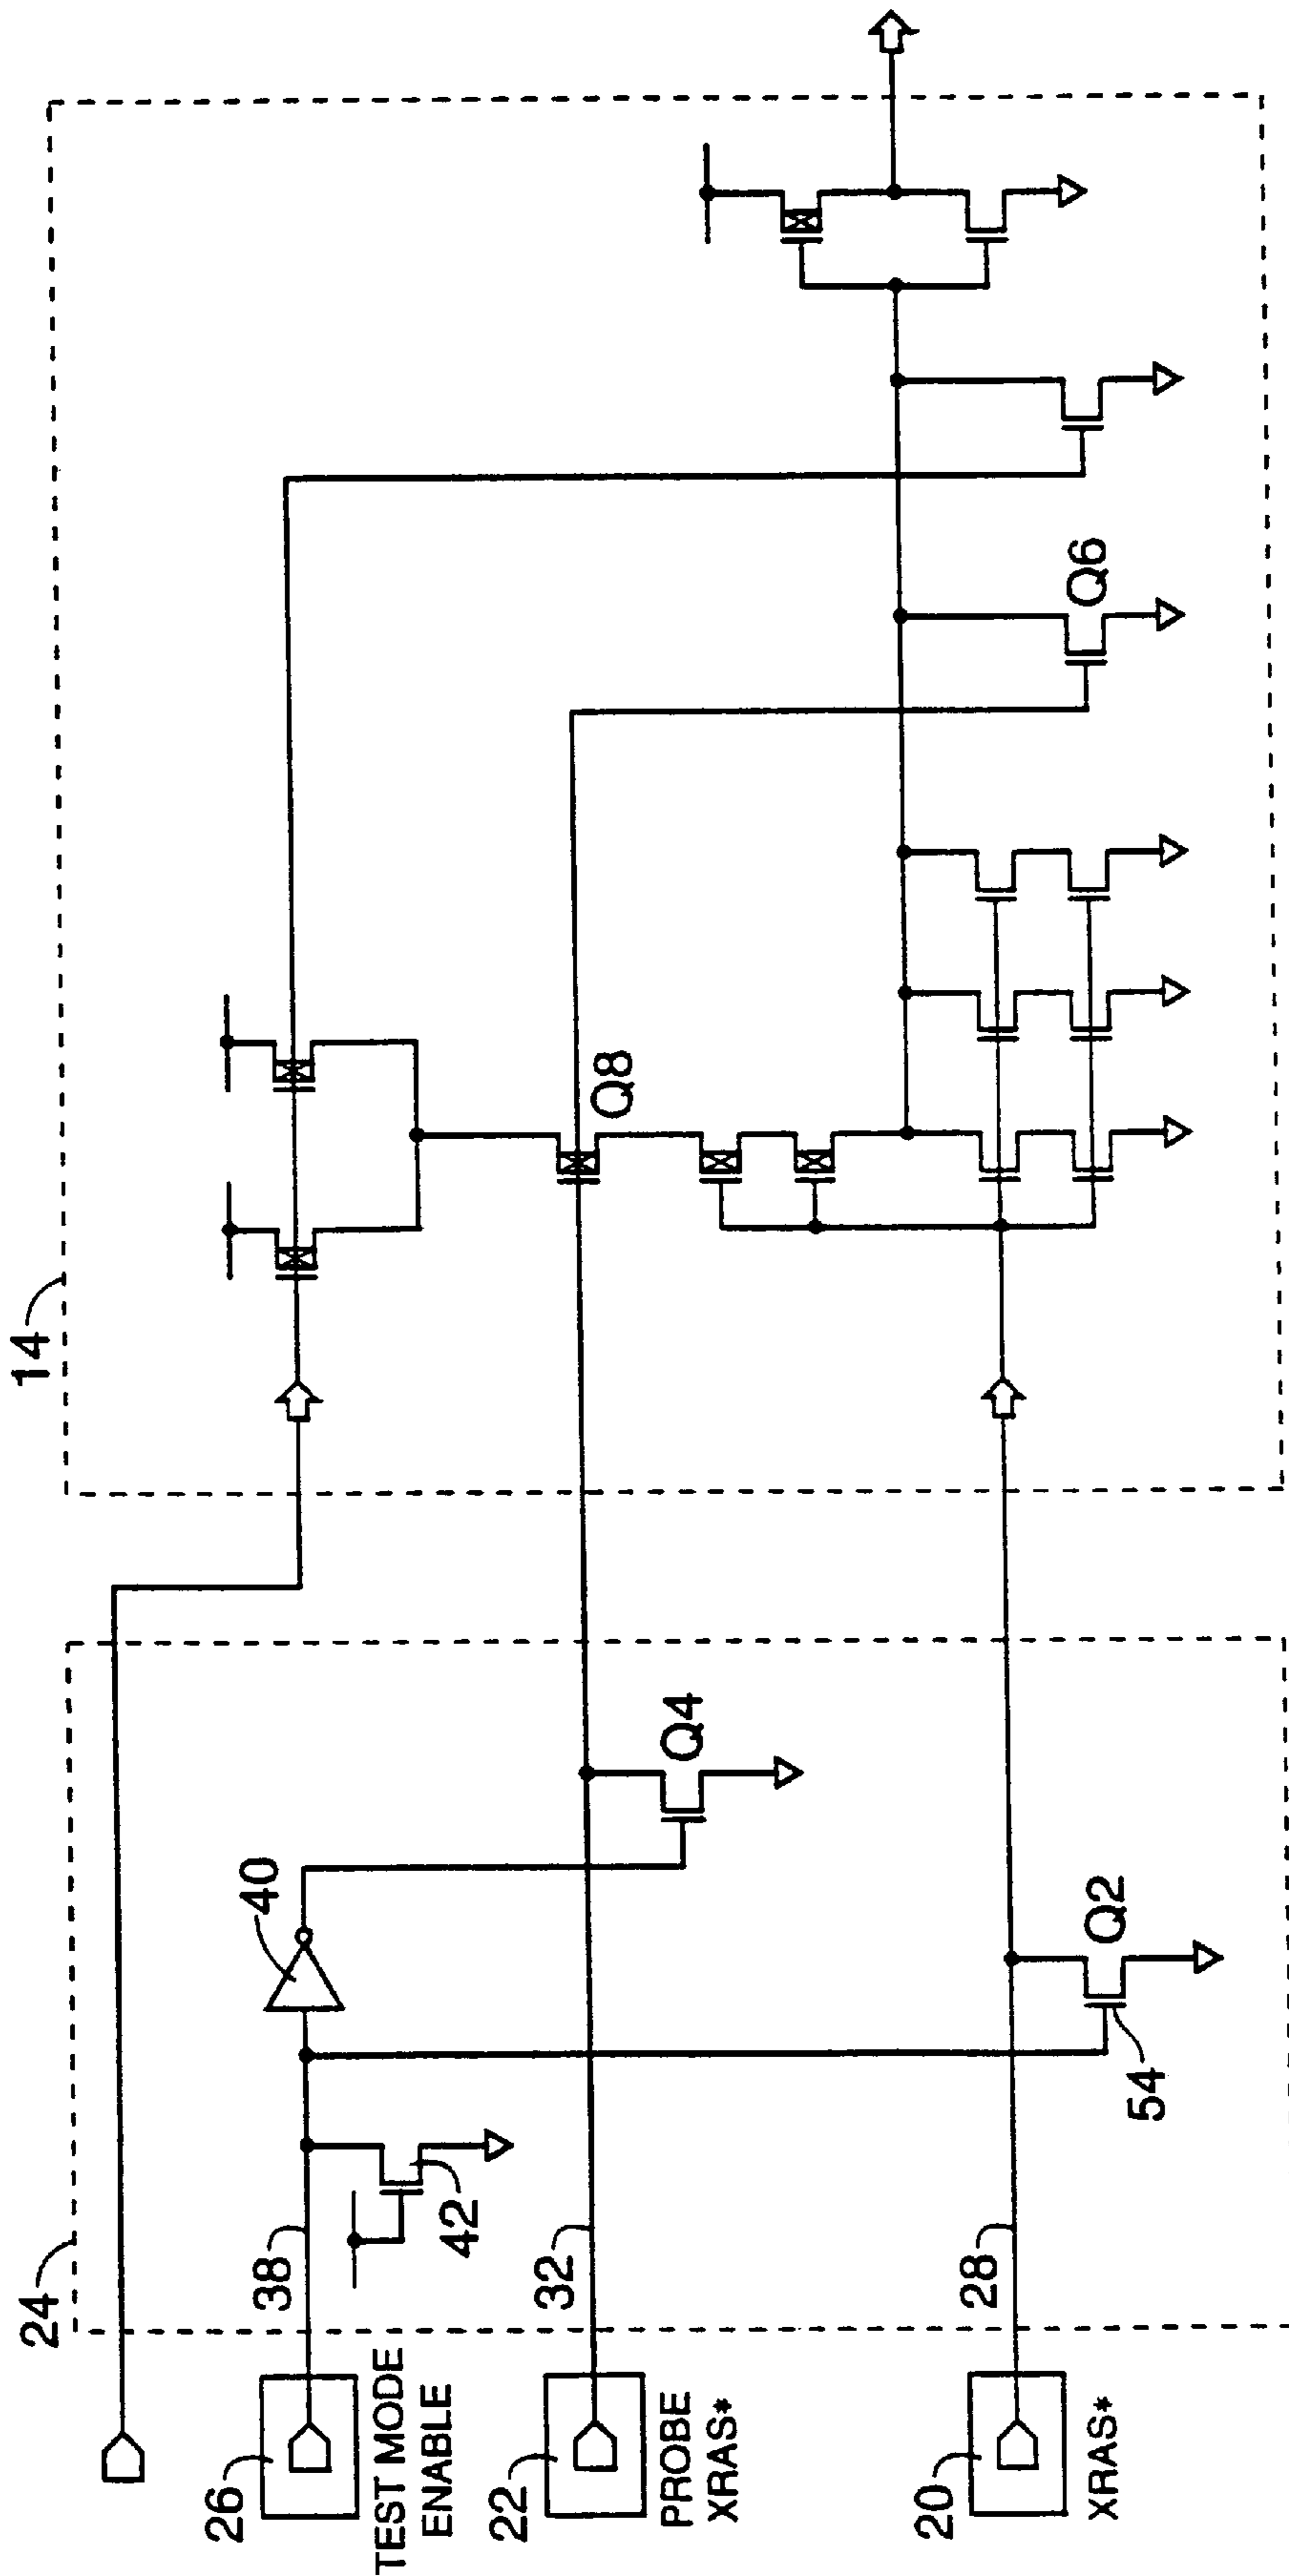 24
14
26
38
40
TEST MODE
ENABLE
42
Q4
Q8
22
32
PROBE
XRAS*
Q6
20
28
XRAS*
54
Q2